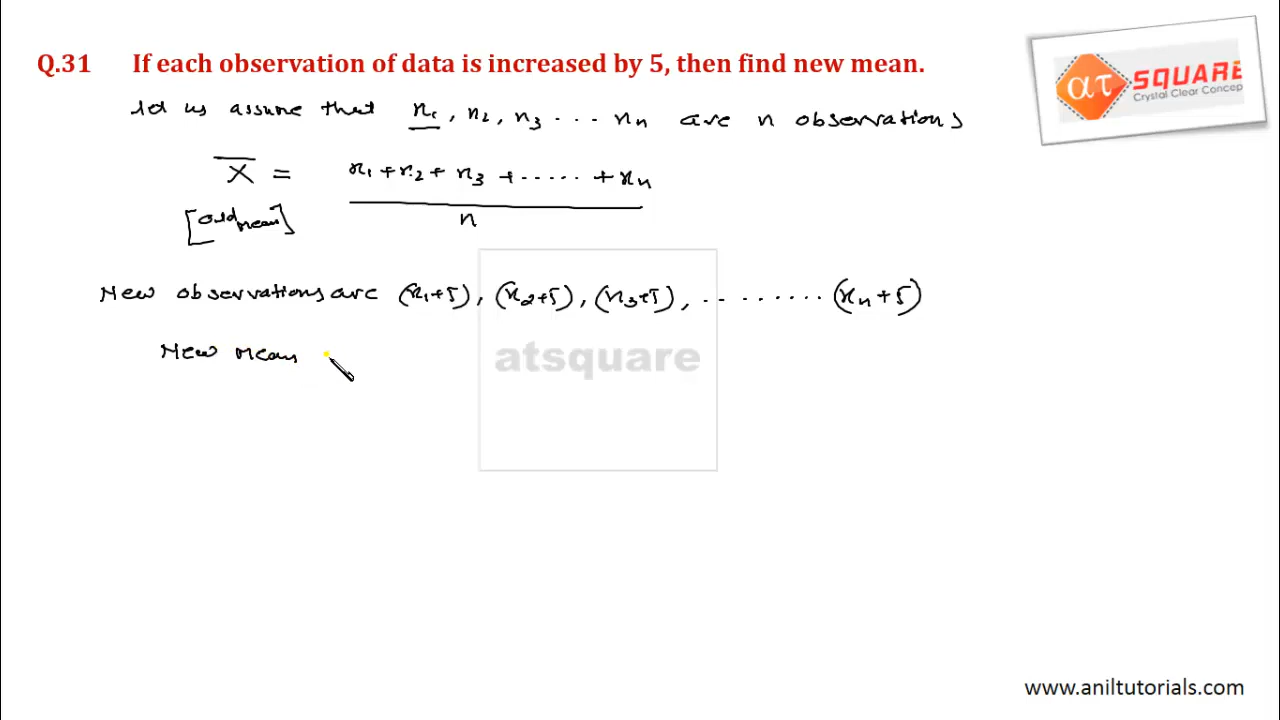 Q.31 If each observation of data is increased by 5, then find new mean.
αт SQUARE
Crystal Clear Concep
let us assume that x₁, x₂, x₃ ..... xₙ are n observations
X̅ = (x₁ + x₂ + x₃ + ...... + xₙ) / n
[old mean]
New observations are (x₁+5), (x₂+5), (x₃+5), .......... (xₙ+5)
New mean
atsquare
www.aniltutorials.com